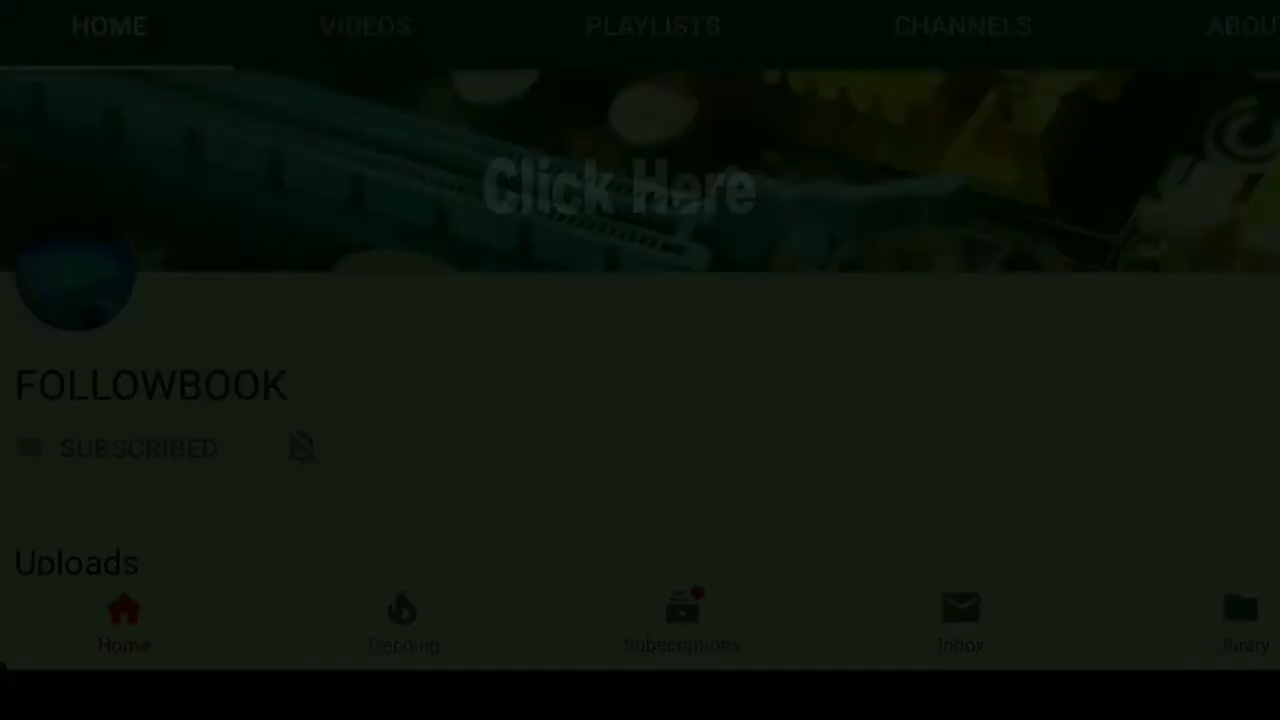 HOME VIDEOS PLAYLISTS CHANNELS ABOU
Click Here
FOLLOWBOOK
SUBSCRIBED
Uploads
Home Trending Subscriptions Inbox Library